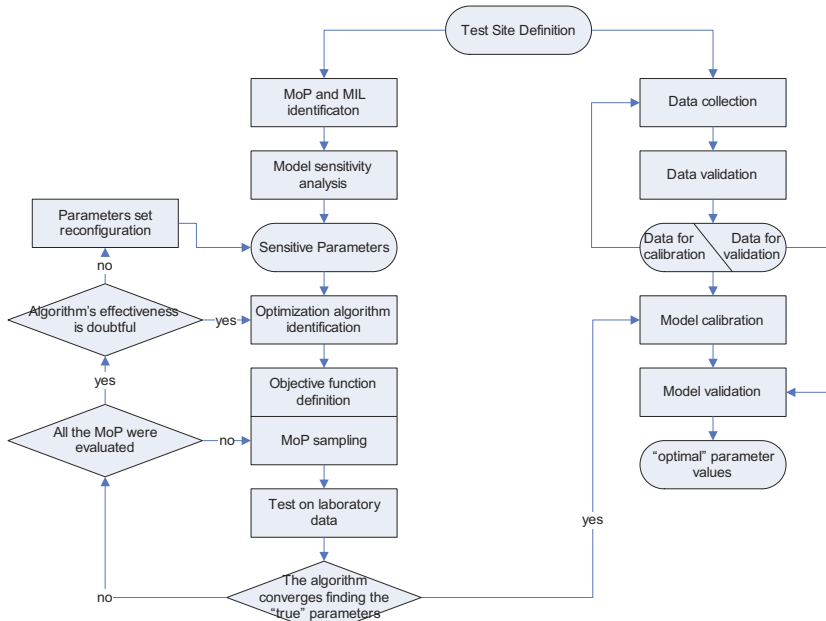 Test Site Definition
MoP and MIL
identificaton
Data collection
Model sensitivity
analysis
Data validation
Parameters set
reconfiguration
Sensitive Parameters
Data for
calibration
Data for
validation
no
Algorithm's effectiveness
is doubtful
yes
Optimization algorithm
identification
Model calibration
yes
Objective function
definition
Model validation
All the MoP were
evaluated
no
MoP sampling
"optimal" parameter
values
Test on laboratory
data
yes
no
The algorithm
converges finding the
"true" parameters